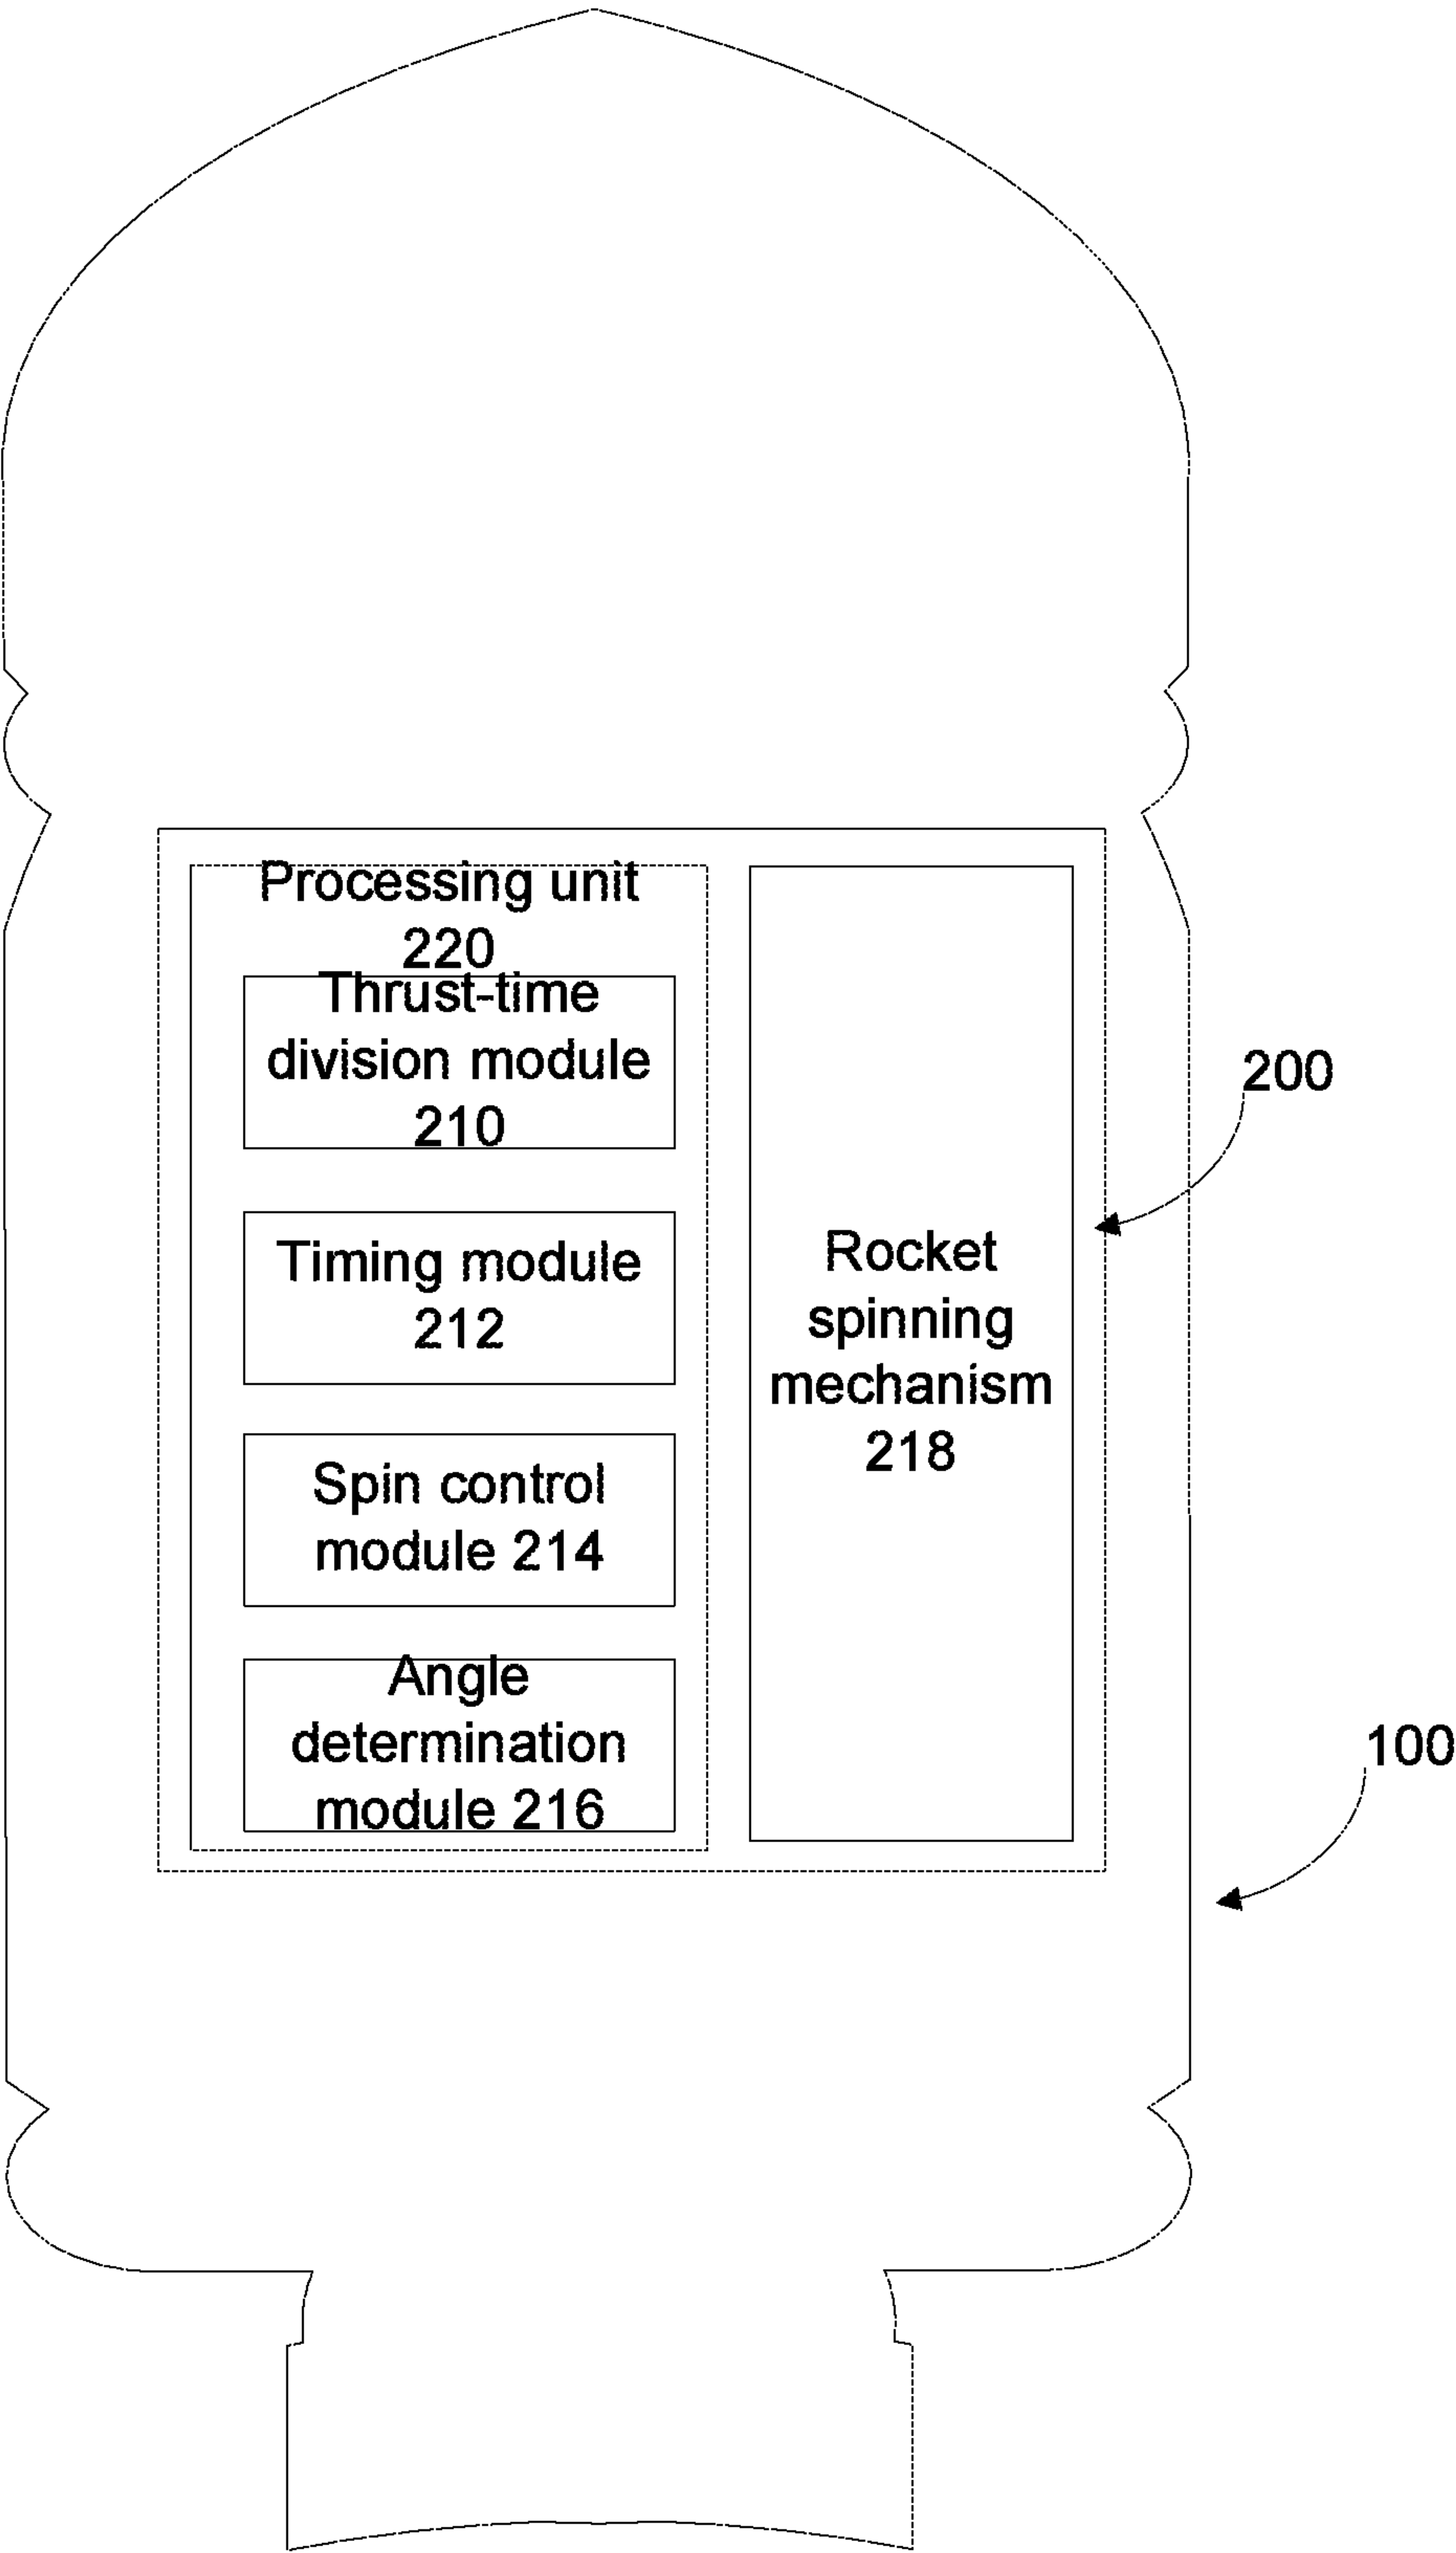 Processing unit
220
Thrust-time
division module
210
Timing module
212
Spin control
module 214
Angle
determination
module 216
Rocket
spinning
mechanism
218
200
100